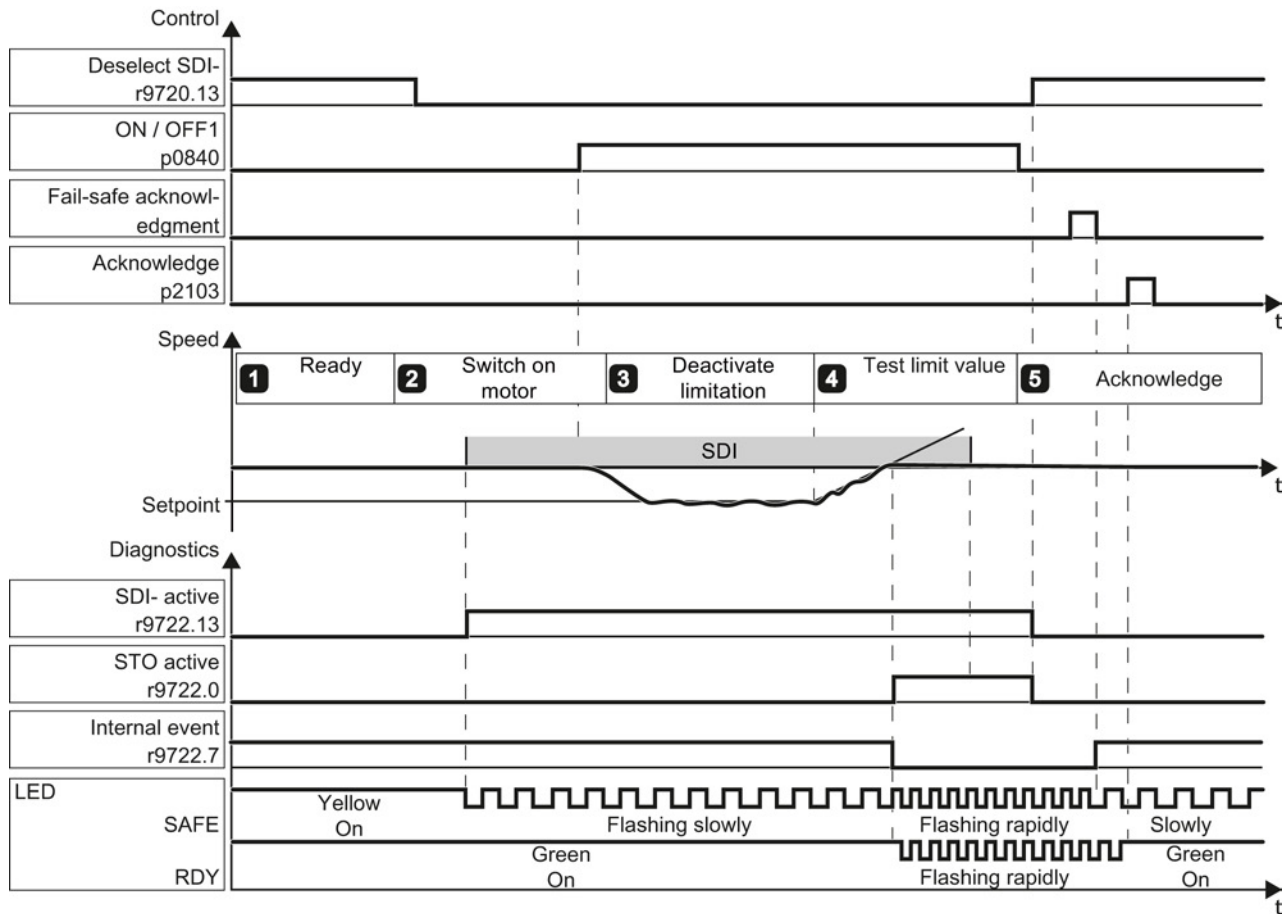 Control
Deselect SDI-
r9720.13
ON / OFF1
p0840
Fail-safe acknowl-
edgment
Acknowledge
p2103
t
Speed
1 Ready
2 Switch on
motor
3 Deactivate
limitation
4 Test limit value
5 Acknowledge
SDI
t
Setpoint
Diagnostics
SDI- active
r9722.13
STO active
r9722.0
Internal event
r9722.7
LED
SAFE
Yellow
On
Flashing slowly
Flashing rapidly
Slowly
RDY
Green
On
Flashing rapidly
Green
On
t